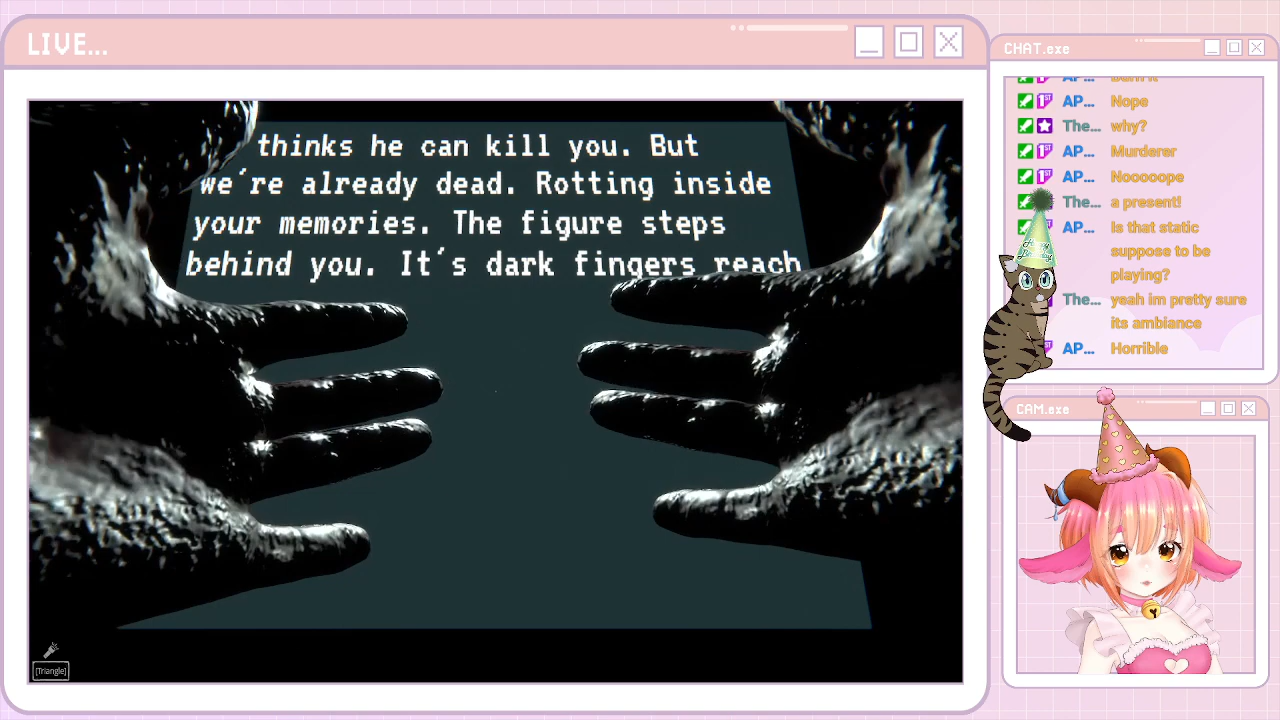 LIVE...
thinks he can kill you. But
we're already dead. Rotting inside
your memories. The figure steps
behind you. It's dark fingers reach
[Triangle]
CHAT.exe
AP... Nope
The... why?
AP... Murderer
AP... Nooooope
The... a present!
AP... Is that static
suppose to be
playing?
The... yeah im pretty sure
its ambiance
AP... Horrible
CAM.exe